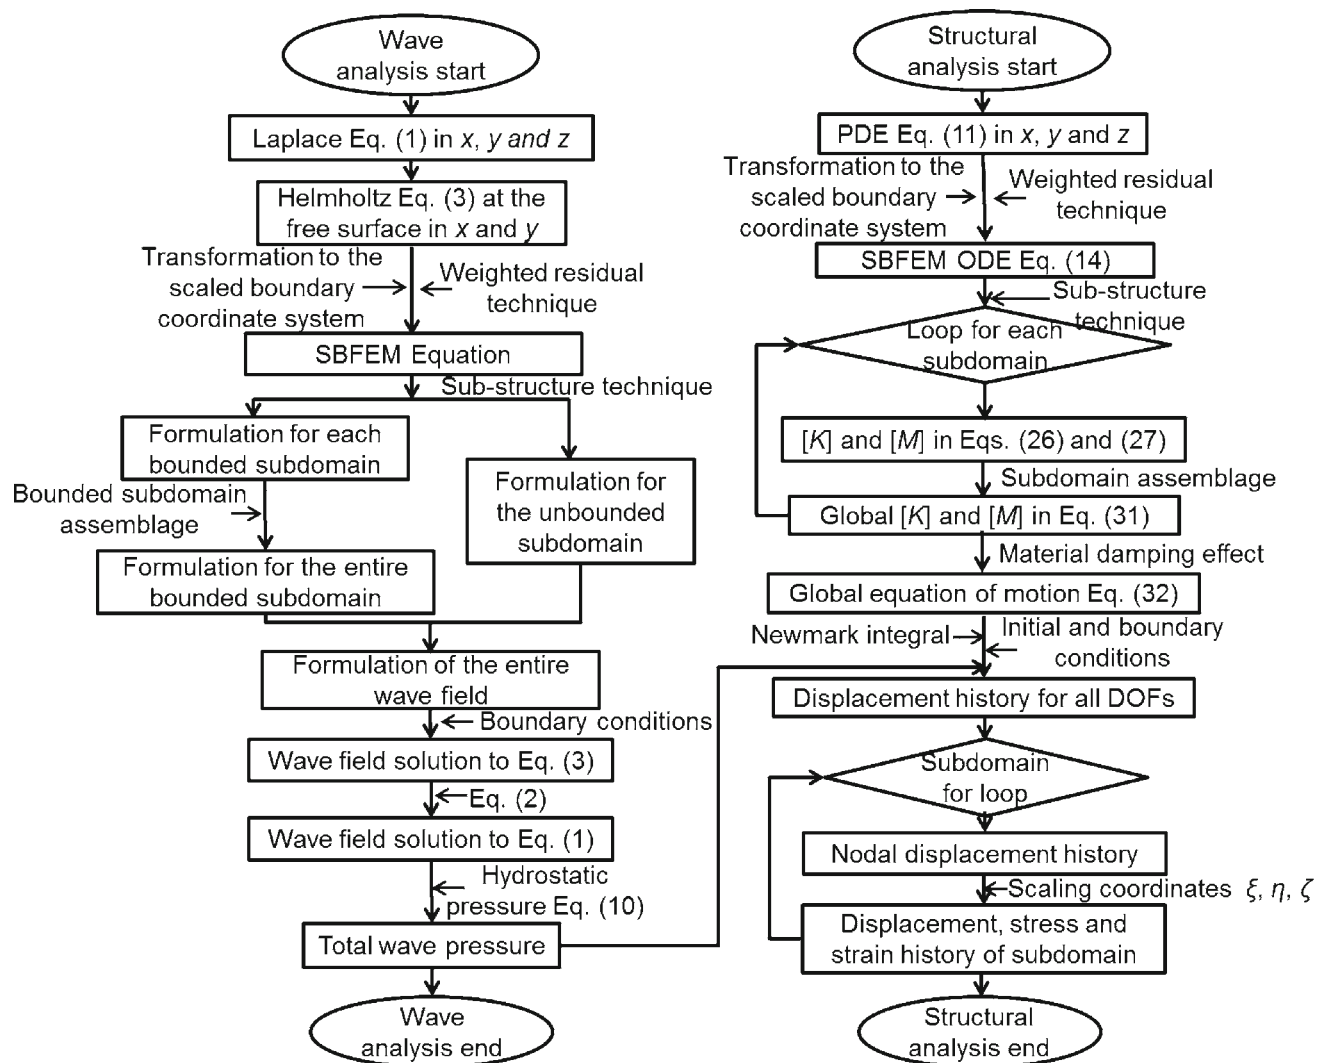 Wave
analysis start
Laplace Eq. (1) in x, y and z
Helmholtz Eq. (3) at the
free surface in x and y
Transformation to the
scaled boundary
coordinate system
Weighted residual
technique
SBFEM Equation
Sub-structure technique
Formulation for each
bounded subdomain
Bounded subdomain
assemblage
Formulation for the entire
bounded subdomain
Formulation for
the unbounded
subdomain
Formulation of the entire
wave field
Boundary conditions
Wave field solution to Eq. (3)
Eq. (2)
Wave field solution to Eq. (1)
Hydrostatic
pressure Eq. (10)
Total wave pressure
Wave
analysis end
Structural
analysis start
PDE Eq. (11) in x, y and z
Transformation to the
scaled boundary
coordinate system
Weighted residual
technique
SBFEM ODE Eq. (14)
Sub-structure
technique
Loop for each
subdomain
[K] and [M] in Eqs. (26) and (27)
Subdomain assemblage
Global [K] and [M] in Eq. (31)
Material damping effect
Global equation of motion Eq. (32)
Newmark integral
Initial and boundary
conditions
Displacement history for all DOFs
Subdomain
for loop
Nodal displacement history
Scaling coordinates ξ, η, ζ
Displacement, stress and
strain history of subdomain
Structural
analysis end